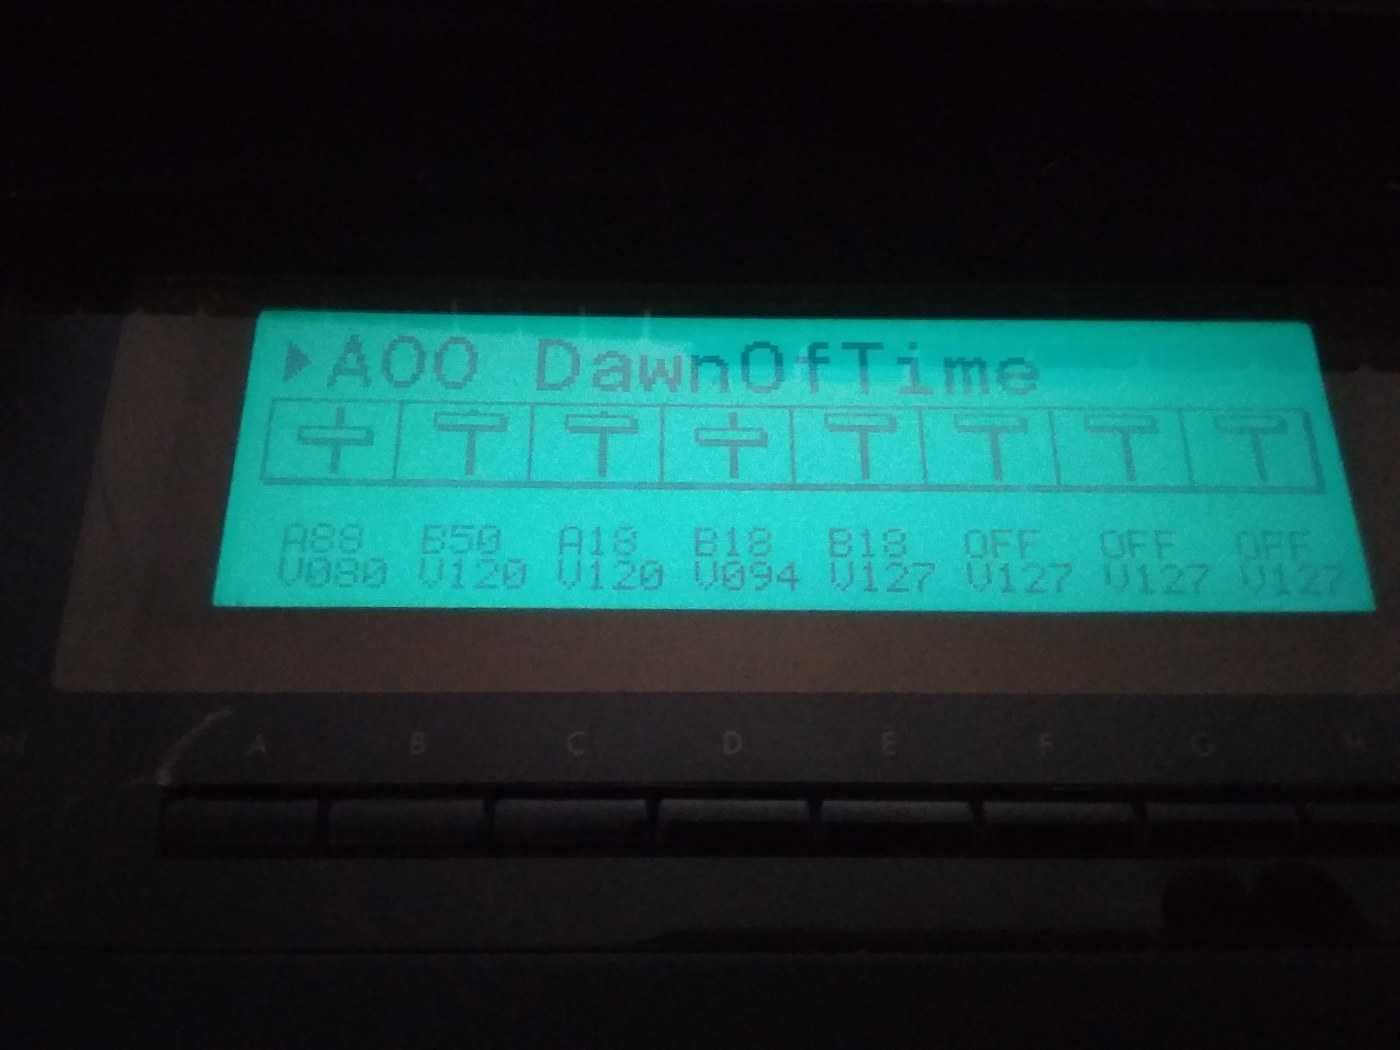 ▶A00 DawnOfTime
A88 B50 A18 B18 B18 OFF OFF OFF
V080 V120 V120 V094 V127 V127 V127 V127
A B C D E F G H